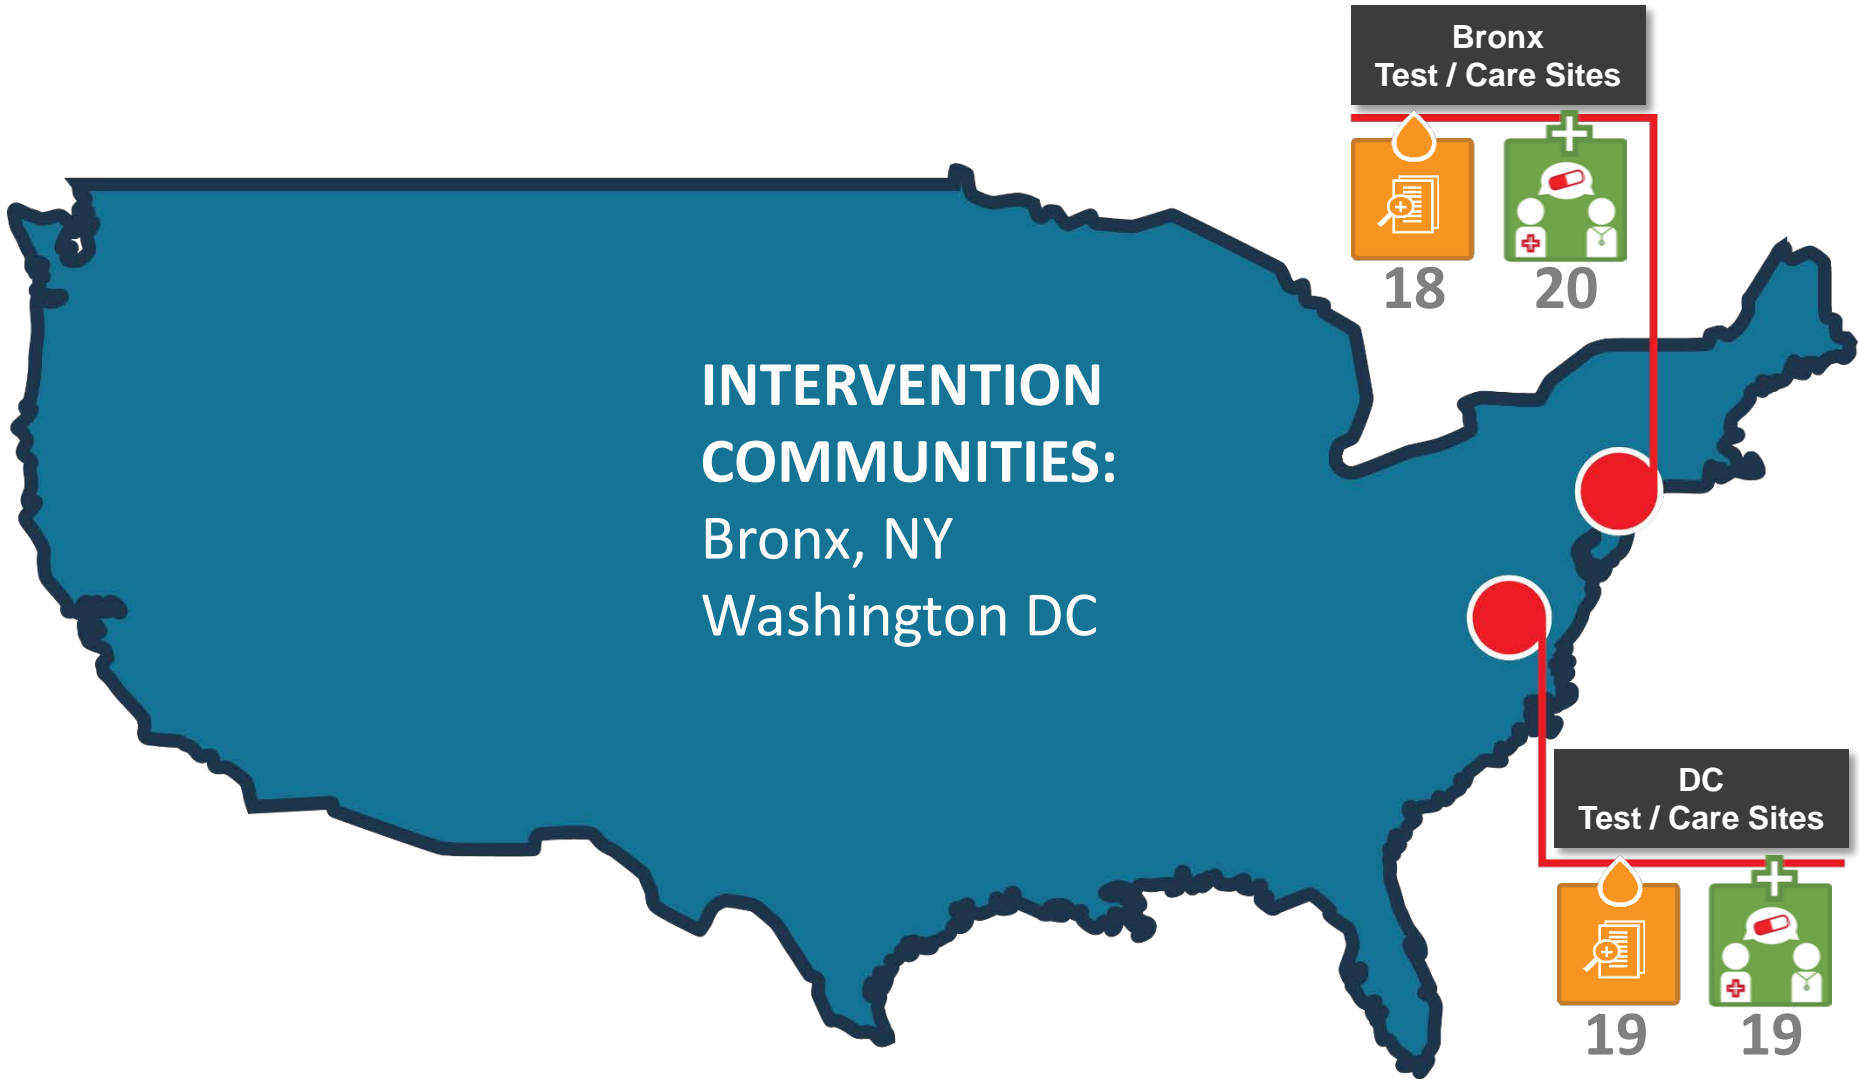 Bronx
Test / Care Sites
18 20
INTERVENTION
COMMUNITIES:
Bronx, NY
Washington DC
DC
Test / Care Sites
19 19